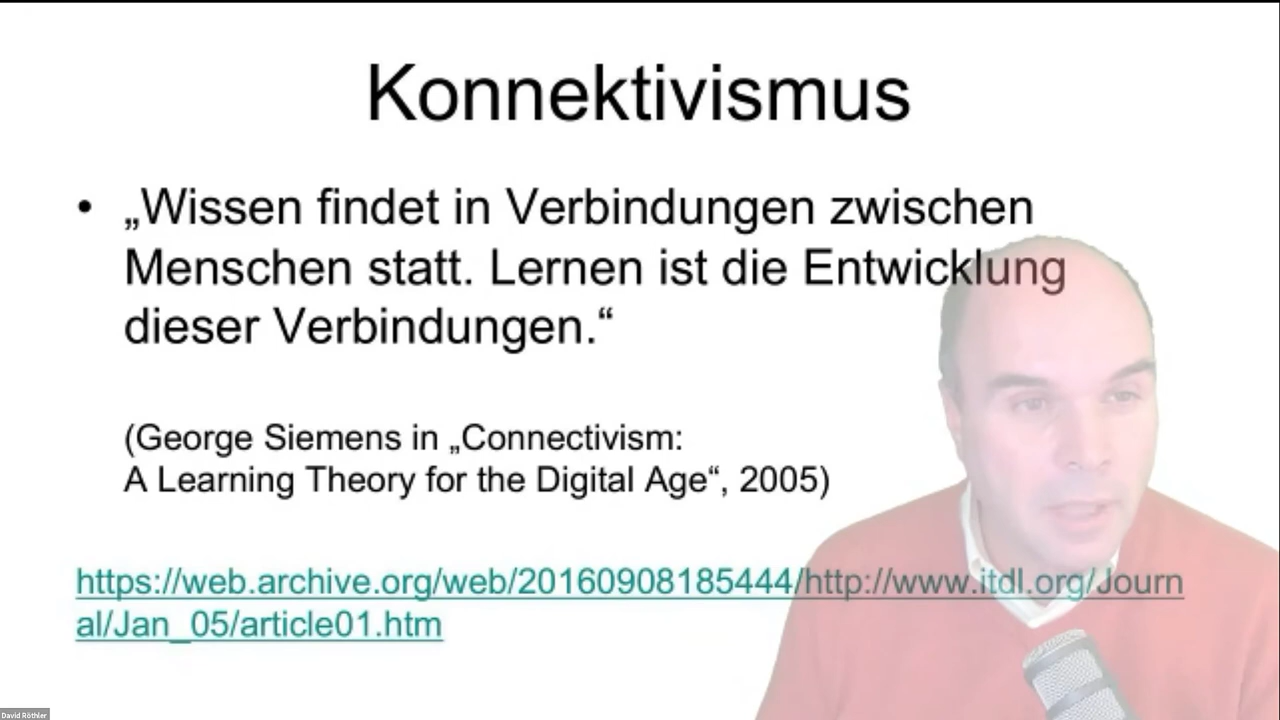 Konnektivismus
• „Wissen findet in Verbindungen zwischen
Menschen statt. Lernen ist die Entwicklung
dieser Verbindungen.“
(George Siemens in „Connectivism:
A Learning Theory for the Digital Age“, 2005)
https://web.archive.org/web/20160908185444/http://www.itdl.org/Journ
al/Jan_05/article01.htm
David Röthler